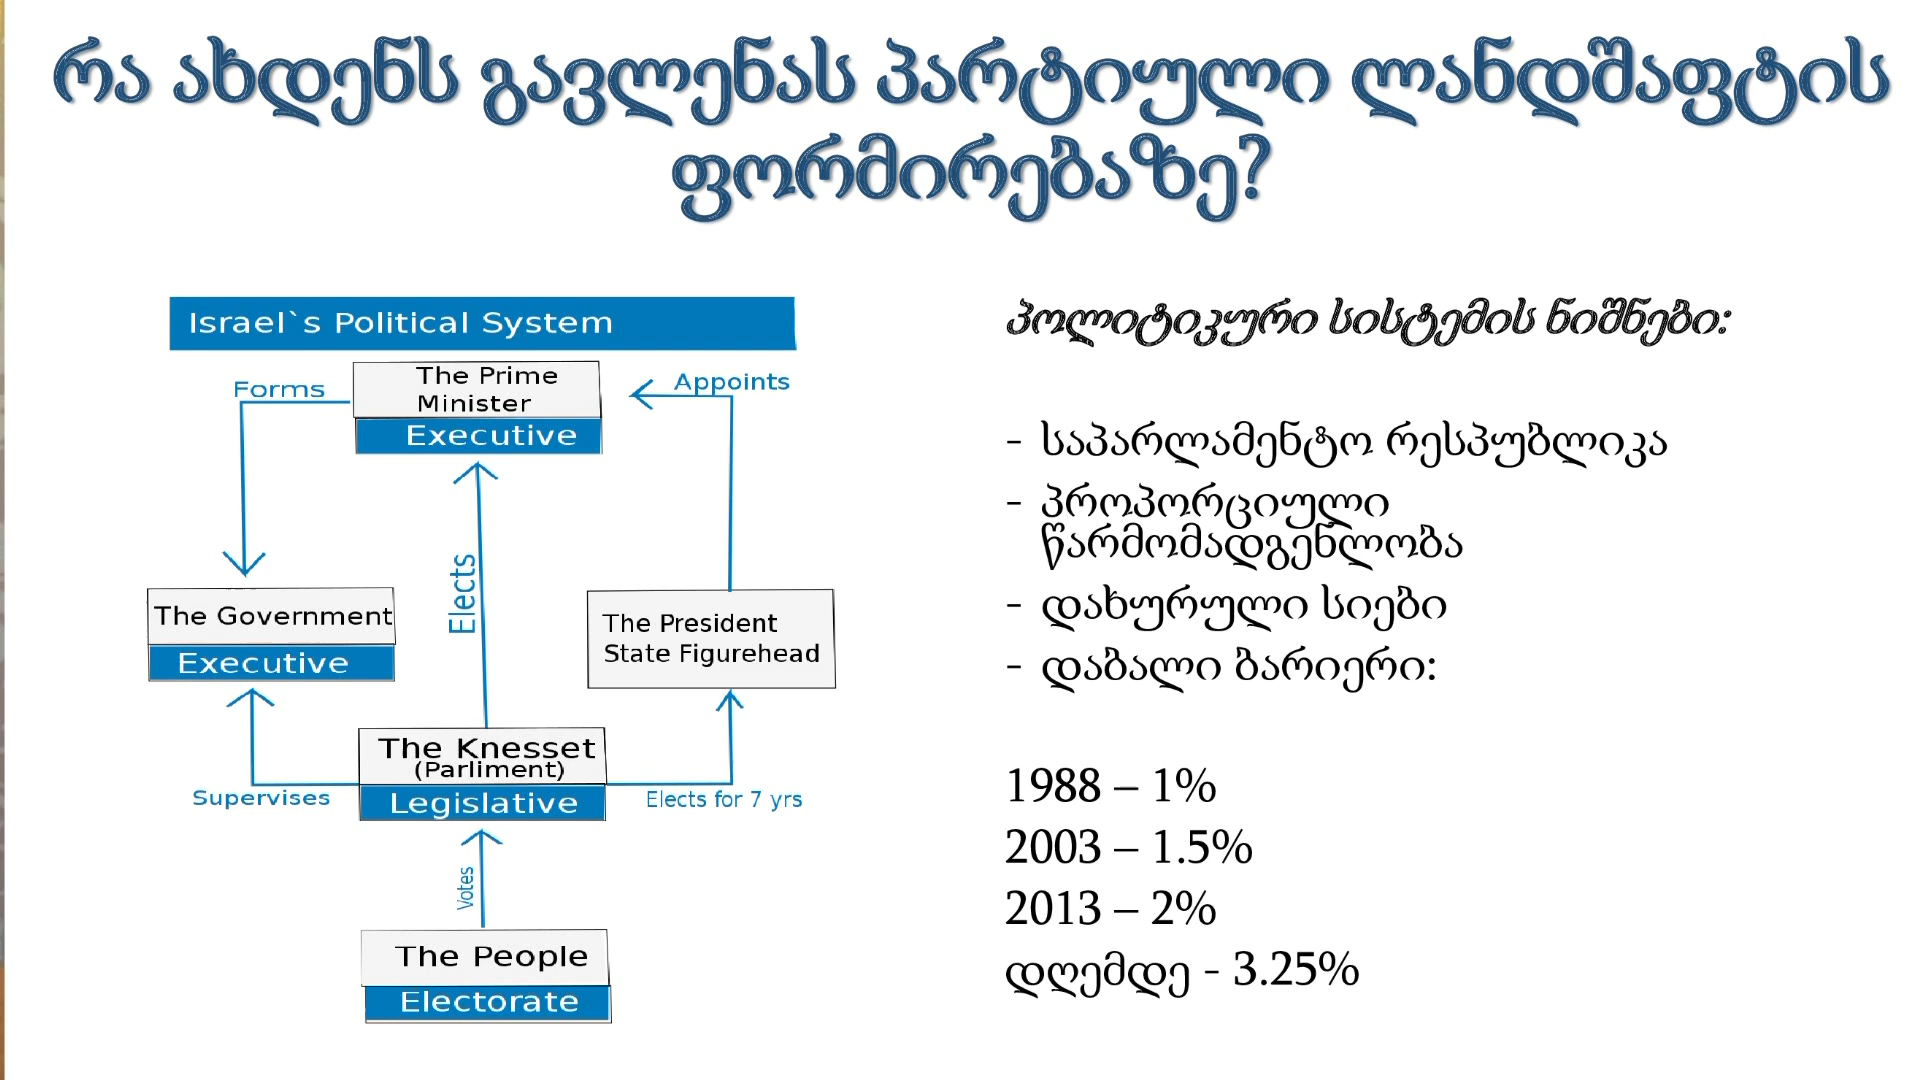 რა ახდენს გავლენას პარტიული ლანდშაფტის
ფორმირებაზე?
Israel`s Political System
The Prime
Minister
Executive
Forms
Appoints
Elects
The Government
Executive
The President
State Figurehead
The Knesset
(Parliment)
Legislative
Supervises
Elects for 7 yrs
Votes
The People
Electorate
პოლიტიკური სისტემის ნიშნები:
- საპარლამენტო რესპუბლიკა
- პროპორციული
წარმომადგენლობა
- დახურული სიები
- დაბალი ბარიერი:
1988 – 1%
2003 – 1.5%
2013 – 2%
დღემდე - 3.25%